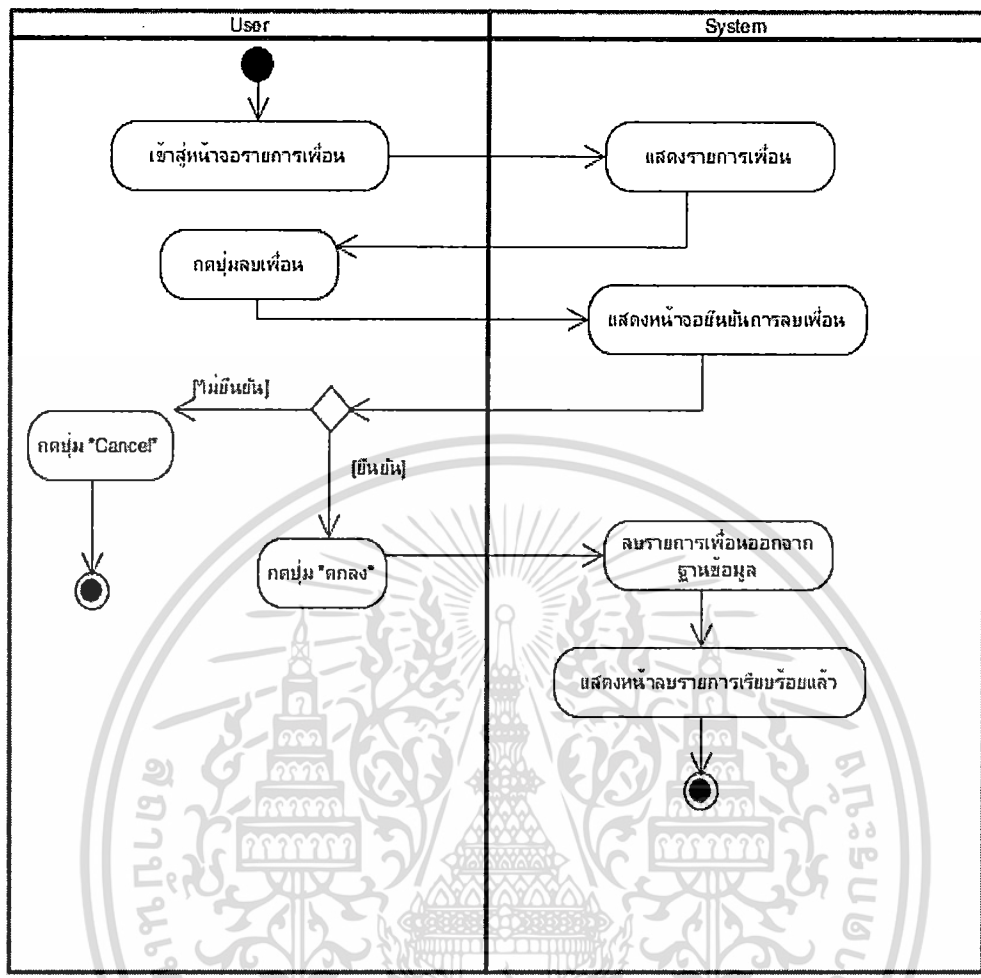 User
System
เข้าสู่หน้าจอรายการเพื่อน
แสดงรายการเพื่อน
กดปุ่มลบเพื่อน
แสดงหน้าจอยืนยันการลบเพื่อน
[ไม่ยืนยัน]
กดปุ่ม "Cancel"
[ยืนยัน]
กดปุ่ม "ตกลง"
ลบรายการเพื่อนออกจาก
ฐานข้อมูล
แสดงหน้าลบรายการเรียบร้อยแล้ว